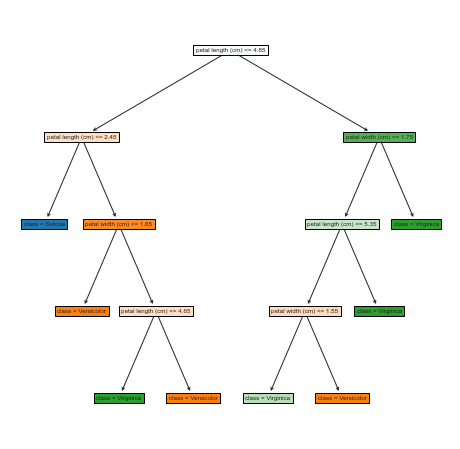 petal length (cm) <= 4.85
petal length (cm) <= 2.45
petal width (cm) <= 1.75
class = Setosa
petal width (cm) <= 1.65
petal length (cm) <= 5.35
class = Virginica
class = Versicolor
petal length (cm) <= 4.65
petal width (cm) <= 1.55
class = Virginica
class = Virginica
class = Versicolor
class = Virginica
class = Versicolor